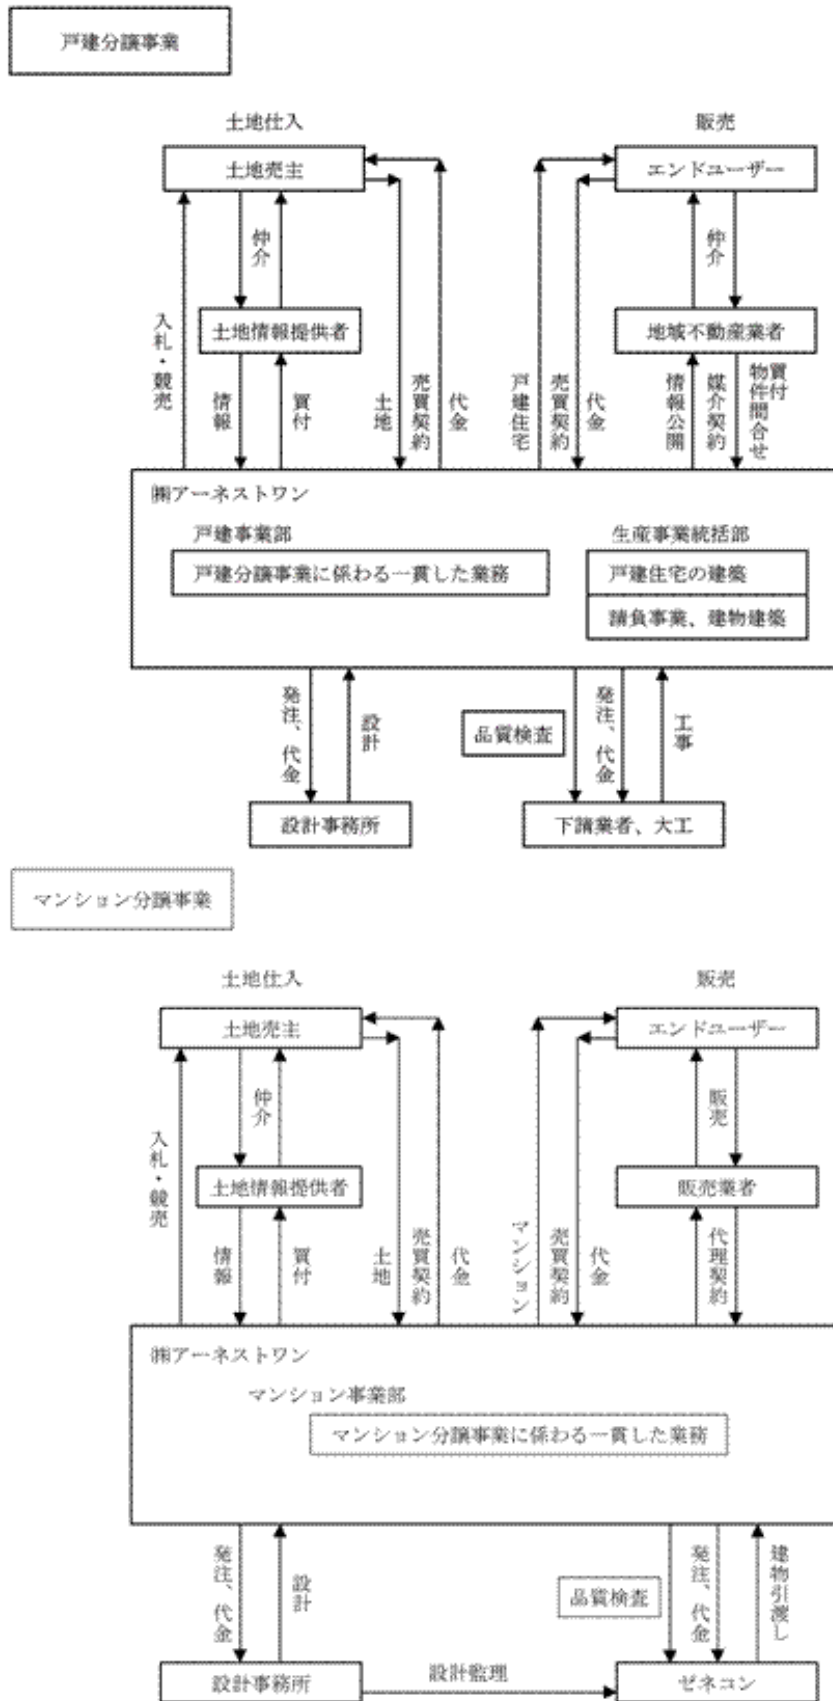 戸建分譲事業
土地仕入
販売
土地売主
エンドユーザー
仲介
仲介
入札・競売
土地情報提供者
地域不動産業者
情報
買付
土地
売買契約
代金
戸建住宅
売買契約
代金
情報公開
媒介契約
買付
物件問合せ
㈱アーネストワン
戸建事業部
生産事業統括部
戸建分譲事業に係わる一貫した業務
戸建住宅の建築
請負事業、建物建築
発注、代金
設計
品質検査
発注、代金
工事
設計事務所
下請業者、大工
マンション分譲事業
土地仕入
販売
土地売主
エンドユーザー
仲介
販売
入札・競売
土地情報提供者
販売業者
情報
買付
土地
売買契約
代金
マンション
売買契約
代金
代理契約
㈱アーネストワン
マンション事業部
マンション分譲事業に係わる一貫した業務
発注、代金
設計
品質検査
発注、代金
建物引渡し
設計事務所
設計監理
ゼネコン